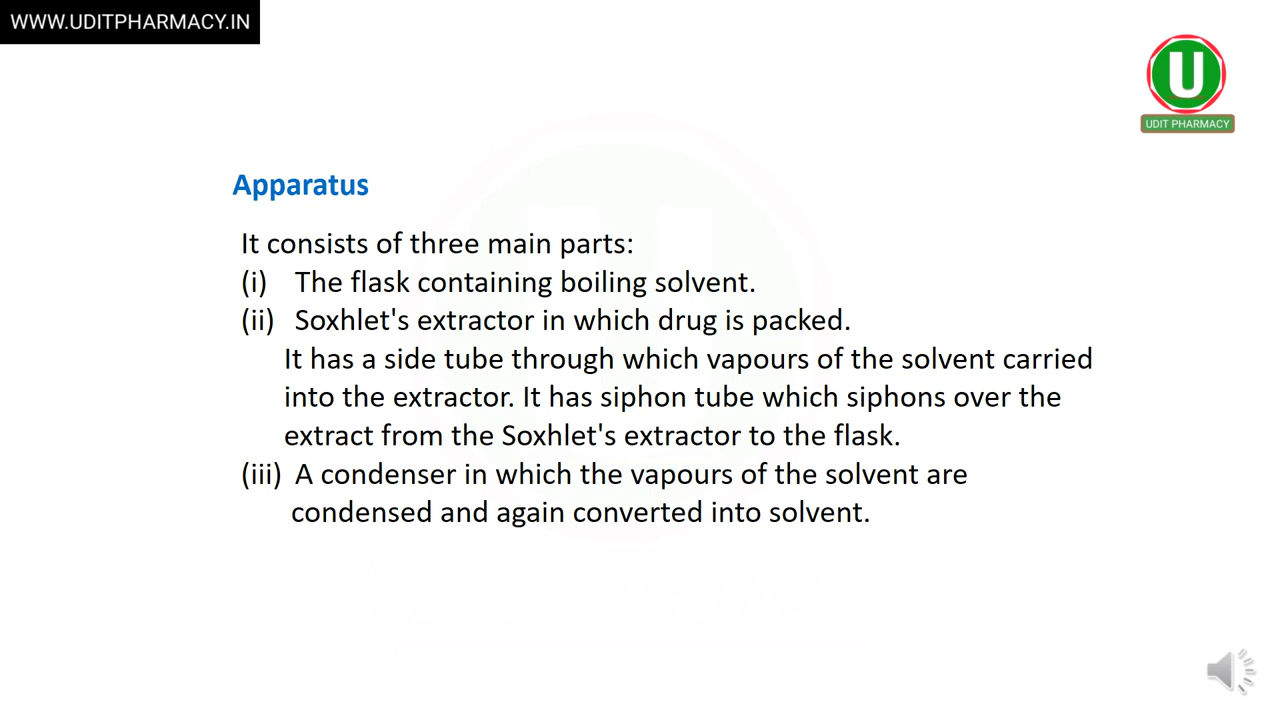 WWW.UDITPHARMACY.IN
U
UDIT PHARMACY
Apparatus
It consists of three main parts:
(i) The flask containing boiling solvent.
(ii) Soxhlet's extractor in which drug is packed.
It has a side tube through which vapours of the solvent carried
into the extractor. It has siphon tube which siphons over the
extract from the Soxhlet's extractor to the flask.
(iii) A condenser in which the vapours of the solvent are
condensed and again converted into solvent.
UDIT PHARMACY